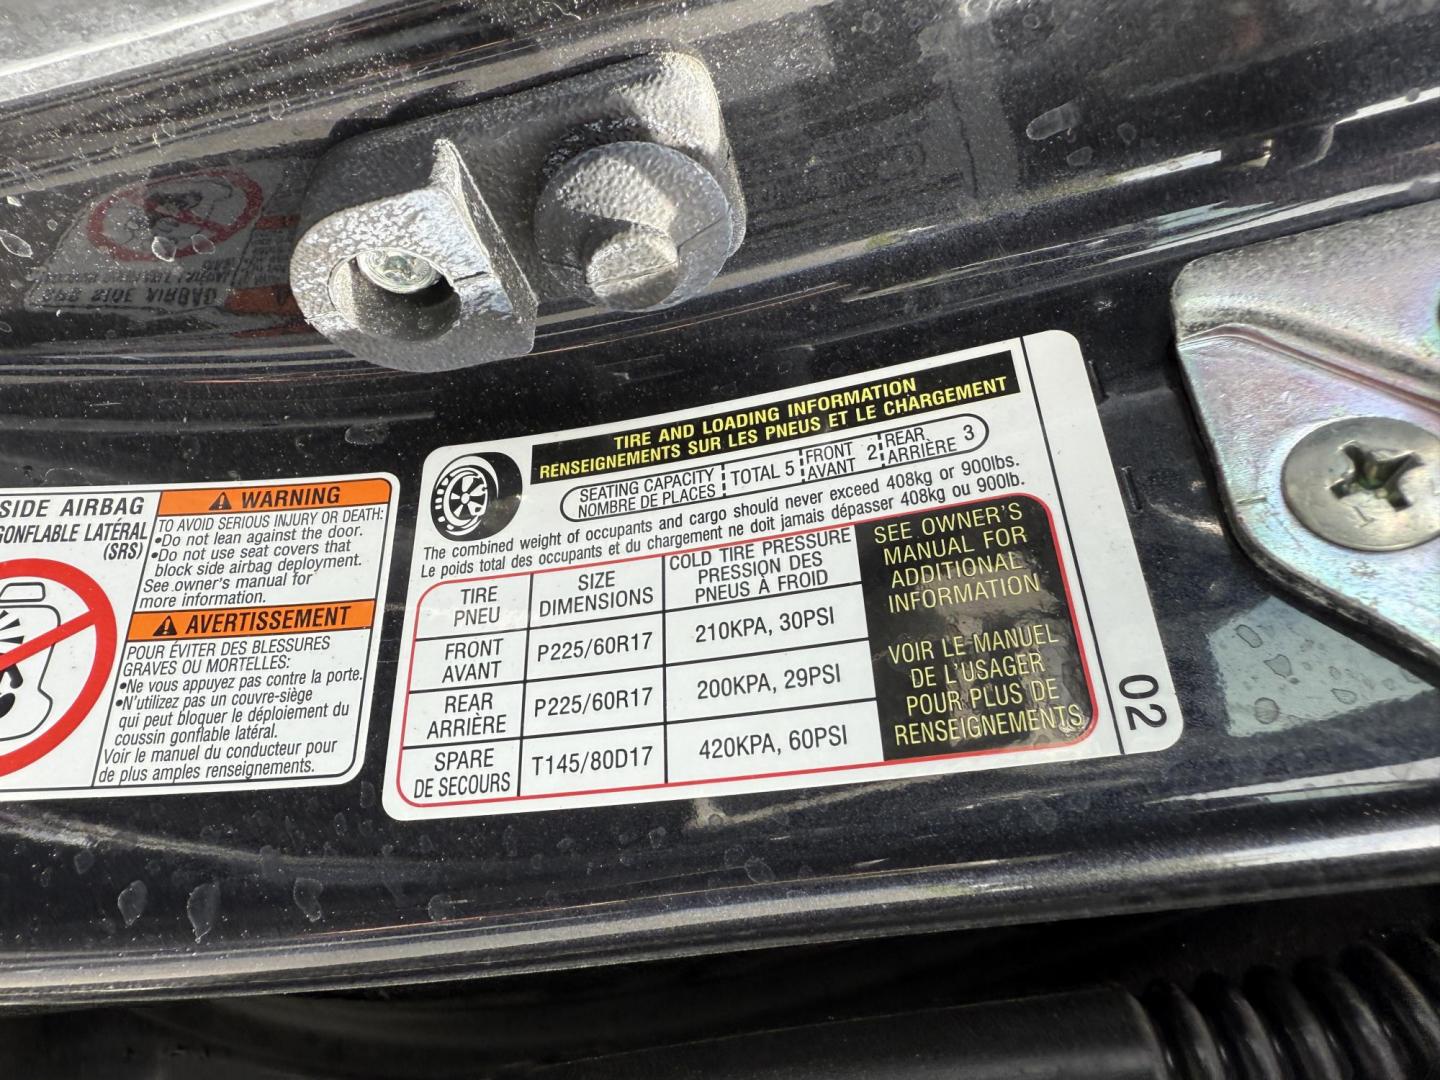 SIDE AIRBAG
GONFLABLE LATÉRAL
(SRS)
WARNING
TO AVOID SERIOUS INJURY OR DEATH:
•Do not lean against the door.
•Do not use seat covers that
block side airbag deployment.
See owner's manual for
more information.
AVERTISSEMENT
POUR ÉVITER DES BLESSURES
GRAVES OU MORTELLES:
•Ne vous appuyez pas contre la porte.
•N'utilizez pas un couvre-siège
qui peut bloquer le déploiement du
coussin gonflable latéral.
Voir le manuel du conducteur pour
de plus amples renseignements.
TIRE AND LOADING INFORMATION
RENSEIGNEMENTS SUR LES PNEUS ET LE CHARGEMENT
SEATING CAPACITY
NOMBRE DE PLACES
TOTAL 5
FRONT
AVANT
2
REAR
ARRIÈRE
3
The combined weight of occupants and cargo should never exceed 408kg or 900lbs.
Le poids total des occupants et du chargement ne doit jamais dépasser 408kg ou 900lb.
TIRE
PNEU
SIZE
DIMENSIONS
COLD TIRE PRESSURE
PRESSION DES
PNEUS À FROID
FRONT
AVANT
P225/60R17
210KPA, 30PSI
REAR
ARRIÈRE
P225/60R17
200KPA, 29PSI
SPARE
DE SECOURS
T145/80D17
420KPA, 60PSI
SEE OWNER'S
MANUAL FOR
ADDITIONAL
INFORMATION
VOIR LE MANUEL
DE L'USAGER
POUR PLUS DE
RENSEIGNEMENTS
02